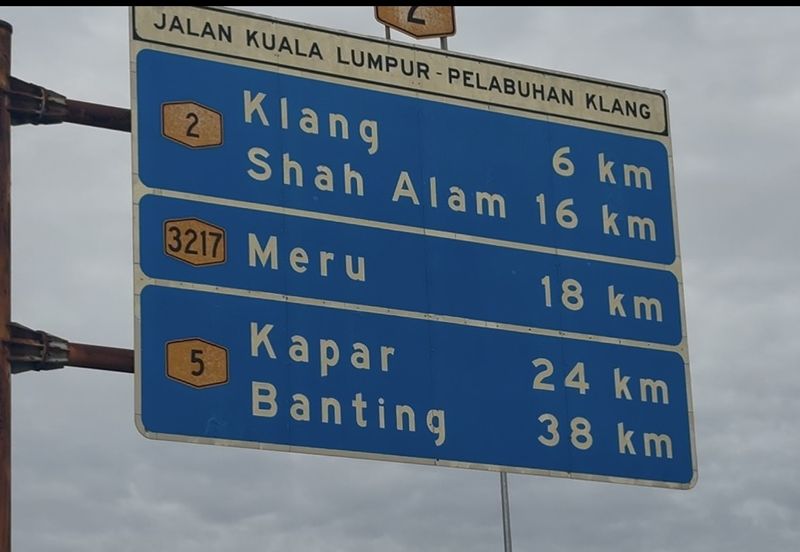 2
JALAN KUALA LUMPUR - PELABUHAN KLANG
2 Klang 6 km
Shah Alam 16 km
3217 Meru 18 km
5 Kapar 24 km
Banting 38 km